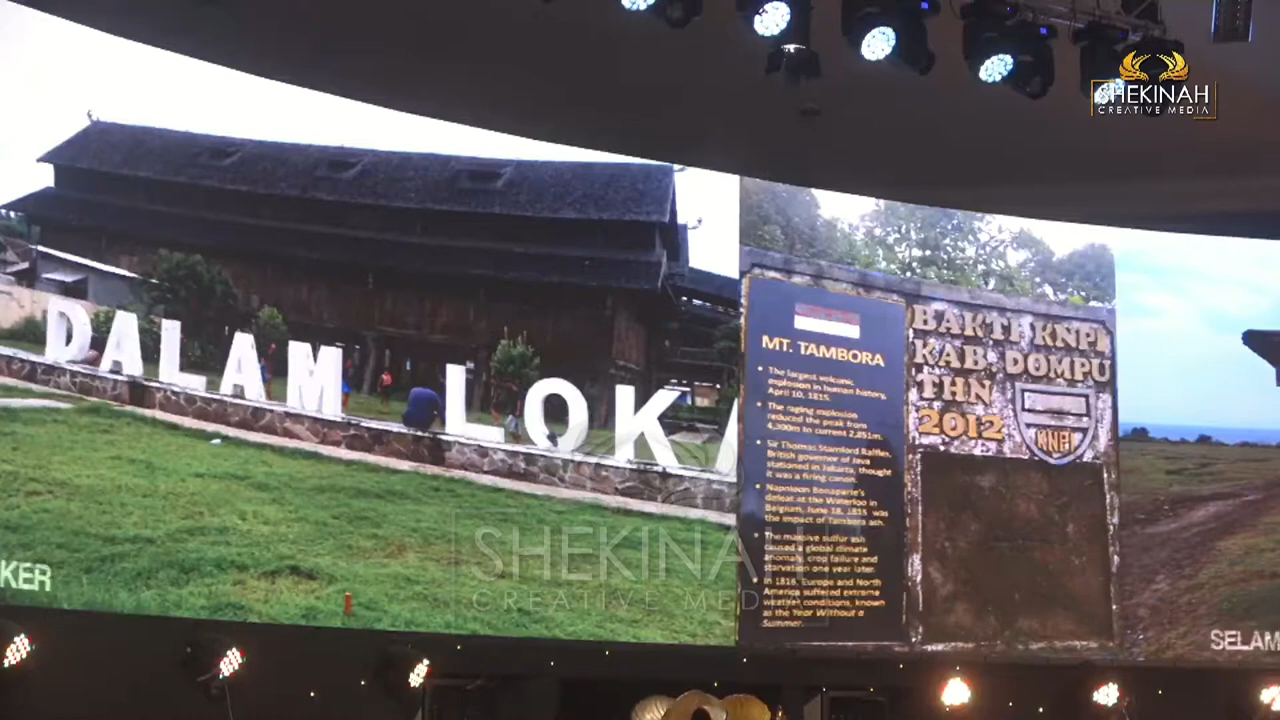 SHEKINAH
CREATIVE MEDIA
DALAM LOKA
MT. TAMBORA
• The largest volcanic
explosion in human history,
April 10, 1815.
• The raging explosion
reduced the peak from
4,300m to current 2,851m.
• Sir Thomas Stamford Raffles,
British governor of Java
stationed in Jakarta, thought
it was a firing canon.
• Napoleon Bonaparte's
defeat at the Waterloo in
Belgium, June 18, 1815 was
the impact of Tambora ash.
• The massive sulfur ash
caused a global climate
anomaly, crop failure and
starvation one year later.
• In 1816, Europe and North
America suffered extreme
weather conditions, known
as the Year Without a
Summer.
BAKTI KNPI
KAB. DOMPU
THN
2012
KNPI
SHEKINAH
CREATIVE MED
KER
SELAM